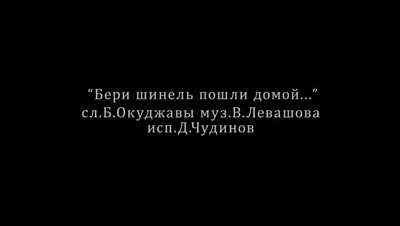 “Бери шинель пошли домой...”
сл.Б.Окуджавы муз.В.Левашова
исп.Д.Чудинов